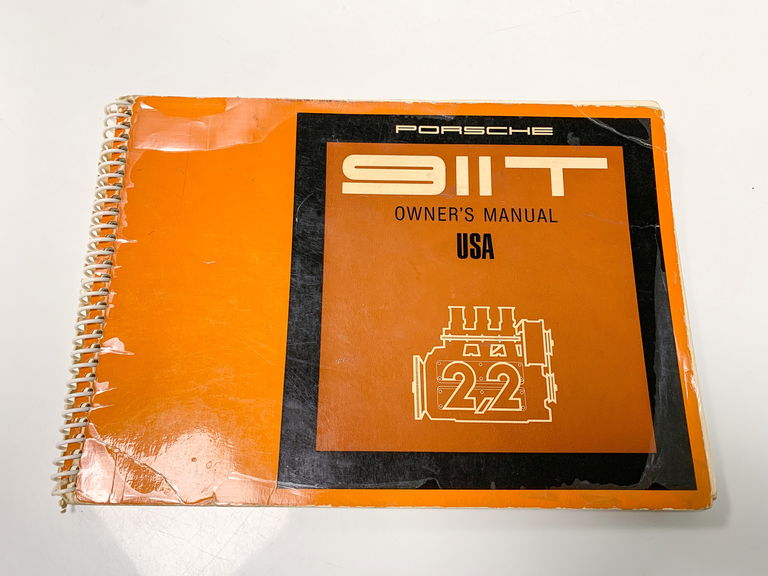 PORSCHE
911T
OWNER'S MANUAL
USA
2,2